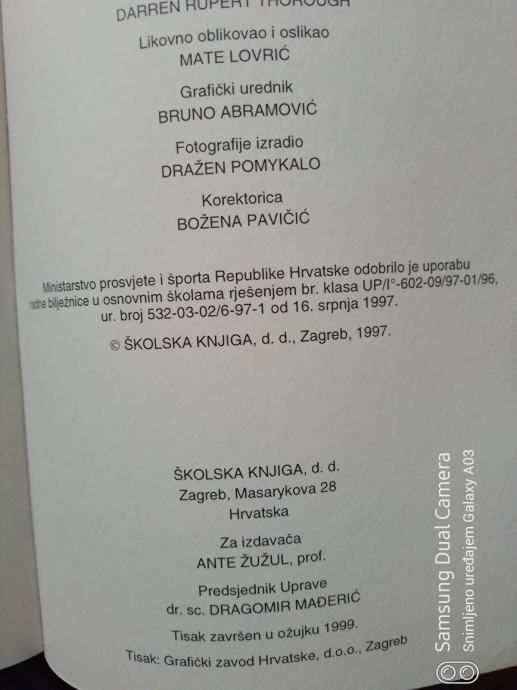 DARREN RUPERT THOROUGH
Likovno oblikovao i oslikao
MATE LOVRIĆ
Grafički urednik
BRUNO ABRAMOVIĆ
Fotografije izradio
DRAŽEN POMYKALO
Korektorica
BOŽENA PAVIČIĆ
Ministarstvo prosvjete i športa Republike Hrvatske odobrilo je uporabu
radne bilježnice u osnovnim školama rješenjem br. klasa UP/I°-602-09/97-01/96,
ur. broj 532-03-02/6-97-1 od 16. srpnja 1997.
© ŠKOLSKA KNJIGA, d. d., Zagreb, 1997.
ŠKOLSKA KNJIGA, d. d.
Zagreb, Masarykova 28
Hrvatska
Za izdavača
ANTE ŽUŽUL, prof.
Predsjednik Uprave
dr. sc. DRAGOMIR MAĐERIĆ
Tisak završen u ožujku 1999.
Tisak: Grafički zavod Hrvatske, d.o.o., Zagreb
Samsung Dual Camera
Snimljeno uređajem Galaxy A03